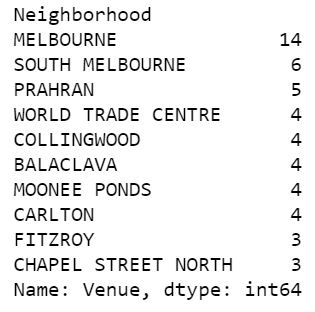 Neighborhood
MELBOURNE 14
SOUTH MELBOURNE 6
PRAHRAN 5
WORLD TRADE CENTRE 4
COLLINGWOOD 4
BALACLAVA 4
MOONEE PONDS 4
CARLTON 4
FITZROY 3
CHAPEL STREET NORTH 3
Name: Venue, dtype: int64